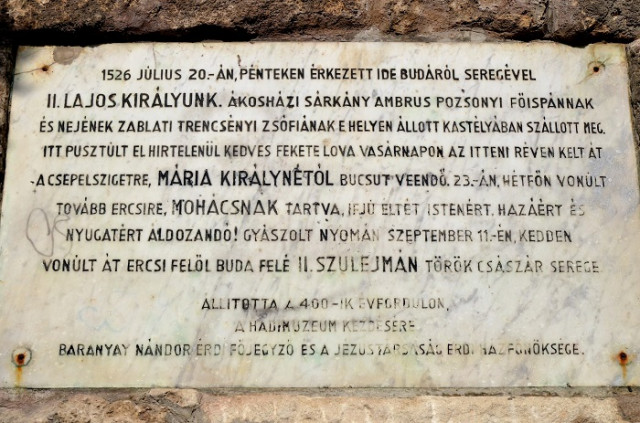 1526 JÚLIUS 20.-ÁN, PÉNTEKEN ÉRKEZETT IDE BUDÁRÓL SEREGÉVEL
II. LAJOS KIRÁLYUNK. ÁKOSHÁZI SÁRKÁNY AMBRUS POZSONYI FŐISPÁNNAK
ÉS NEJÉNEK ZABLATI TRENCSÉNYI ZSÓFIÁNAK E HELYEN ÁLLOTT KASTÉLYÁBAN SZÁLLOTT MEG.
ITT PUSZTÚLT EL HIRTELENÜL KEDVES FEKETE LOVA VASÁRNAPON AZ ITTENI RÉVEN KELT ÁT
A CSEPELSZIGETRE, MÁRIA KIRÁLYNÉTÓL BUCSUT VEENDŐ. 23.-ÁN, HÉTFŐN VONÚLT
TOVÁBB ERCSIRE, MOHÁCSNAK TARTVA, IFJÚ ÉLTÉT ISTENÉRT. HAZÁÉRT ÉS
NYUGATÉRT ÁLDOZANDÓ! GYÁSZOLT NYOMÁN SZEPTEMBER 11.-ÉN, KEDDEN
VONÚLT ÁT ERCSI FELŐL BUDA FELÉ II. SZULEJMÁN TÖRÖK CSÁSZÁR SEREGE
ÁLLÍTOTTA A 400-IK ÉVFORDULÓN,
A HADIMUZEUM KÉRÉSÉRE
BARANYAY NÁNDOR ÉRDI FŐJEGYZŐ ÉS A JÉZUSTÁRSASÁG ÉRDI HÁZFŐNÖKSÉGE.